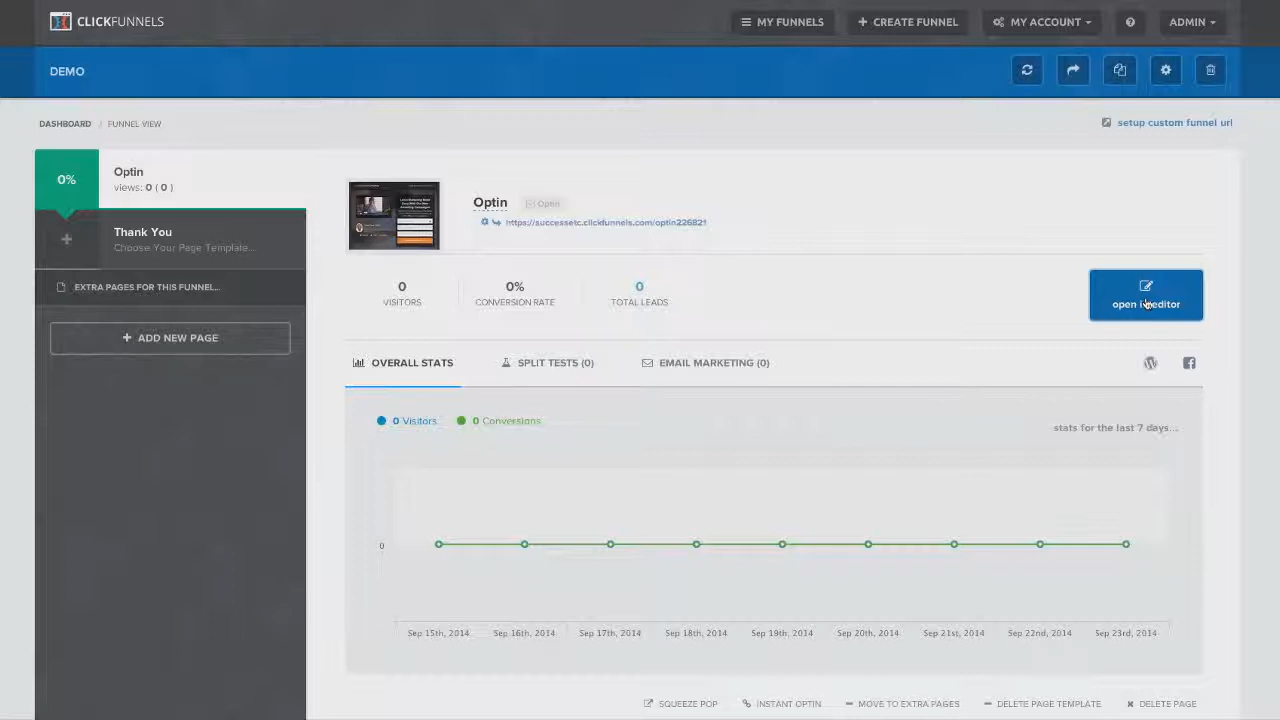 CLICKFUNNELS
MY FUNNELS
CREATE FUNNEL
MY ACCOUNT
ADMIN
DEMO
DASHBOARD / FUNNEL VIEW
setup custom funnel url
0%
Optin
views: 0 ( 0 )
Thank You
Choose Your Page Template...
EXTRA PAGES FOR THIS FUNNEL...
ADD NEW PAGE
Optin
Optin
https://successetc.clickfunnels.com/optin226821
0
VISITORS
0%
CONVERSION RATE
0
TOTAL LEADS
open in editor
OVERALL STATS
SPLIT TESTS (0)
EMAIL MARKETING (0)
0 Visitors
0 Conversions
stats for the last 7 days...
0
Sep 15th, 2014
Sep 16th, 2014
Sep 17th, 2014
Sep 18th, 2014
Sep 19th, 2014
Sep 20th, 2014
Sep 21st, 2014
Sep 22nd, 2014
Sep 23rd, 2014
SQUEEZE POP
INSTANT OPTIN
MOVE TO EXTRA PAGES
DELETE PAGE TEMPLATE
DELETE PAGE